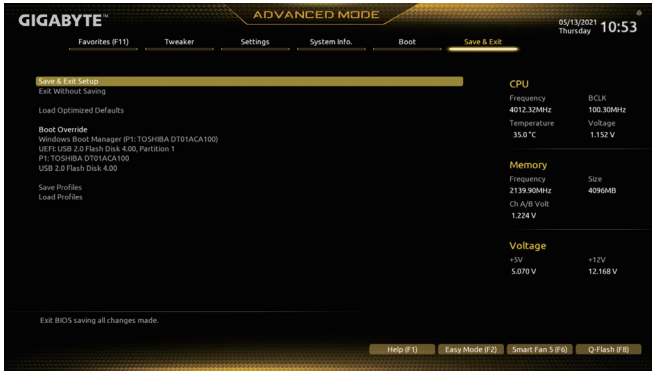 GIGABYTE™
ADVANCED MODE
05/13/2021
Thursday
10:53
Favorites (F11) Tweaker Settings System Info. Boot Save & Exit
Save & Exit Setup
Exit Without Saving
Load Optimized Defaults
Boot Override
Windows Boot Manager (P1: TOSHIBA DT01ACA100)
UEFI: USB 2.0 Flash Disk 4.00, Partition 1
P1: TOSHIBA DT01ACA100
USB 2.0 Flash Disk 4.00
Save Profiles
Load Profiles
CPU
Frequency BCLK
4012.32MHz 100.30MHz
Temperature Voltage
35.0 °C 1.152 V
Memory
Frequency Size
2139.90MHz 4096MB
Ch A/B Volt
1.224 V
Voltage
+5V +12V
5.070 V 12.168 V
Exit BIOS saving all changes made.
Help (F1) Easy Mode (F2) Smart Fan 5 (F6) Q-Flash (F8)